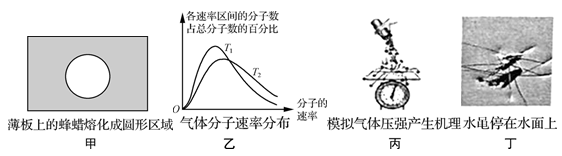 各速率区间的分子数
占总分子数的百分比
T₁
T₂
O
分子的
速率
薄板上的蜂蜡熔化成圆形区域
甲
气体分子速率分布
乙
模拟气体压强产生机理
丙
水黾停在水面上
丁